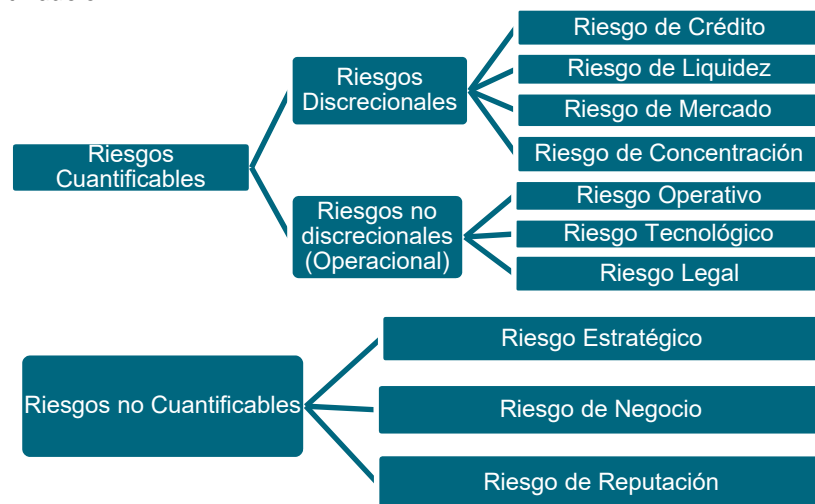 Riesgo de Crédito
Riesgos
Discrecionales
Riesgo de Liquidez
Riesgo de Mercado
Riesgo de Concentración
Riesgos
Cuantificables
Riesgos no
discrecionales
(Operacional)
Riesgo Operativo
Riesgo Tecnológico
Riesgo Legal
Riesgos no Cuantificables
Riesgo Estratégico
Riesgo de Negocio
Riesgo de Reputación